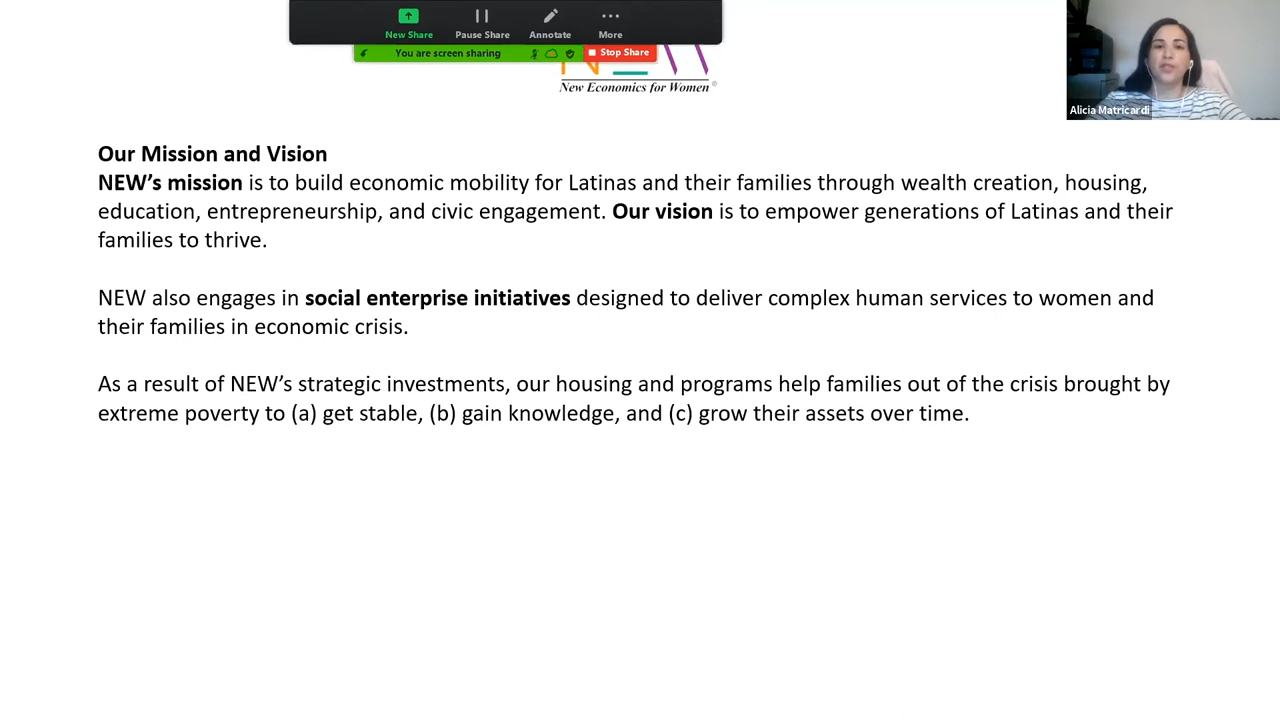 New Share Pause Share Annotate More
You are screen sharing Stop Share
New Economics for Women®
Alicia Matricardi
Our Mission and Vision
NEW’s mission is to build economic mobility for Latinas and their families through wealth creation, housing,
education, entrepreneurship, and civic engagement. Our vision is to empower generations of Latinas and their
families to thrive.
NEW also engages in social enterprise initiatives designed to deliver complex human services to women and
their families in economic crisis.
As a result of NEW’s strategic investments, our housing and programs help families out of the crisis brought by
extreme poverty to (a) get stable, (b) gain knowledge, and (c) grow their assets over time.